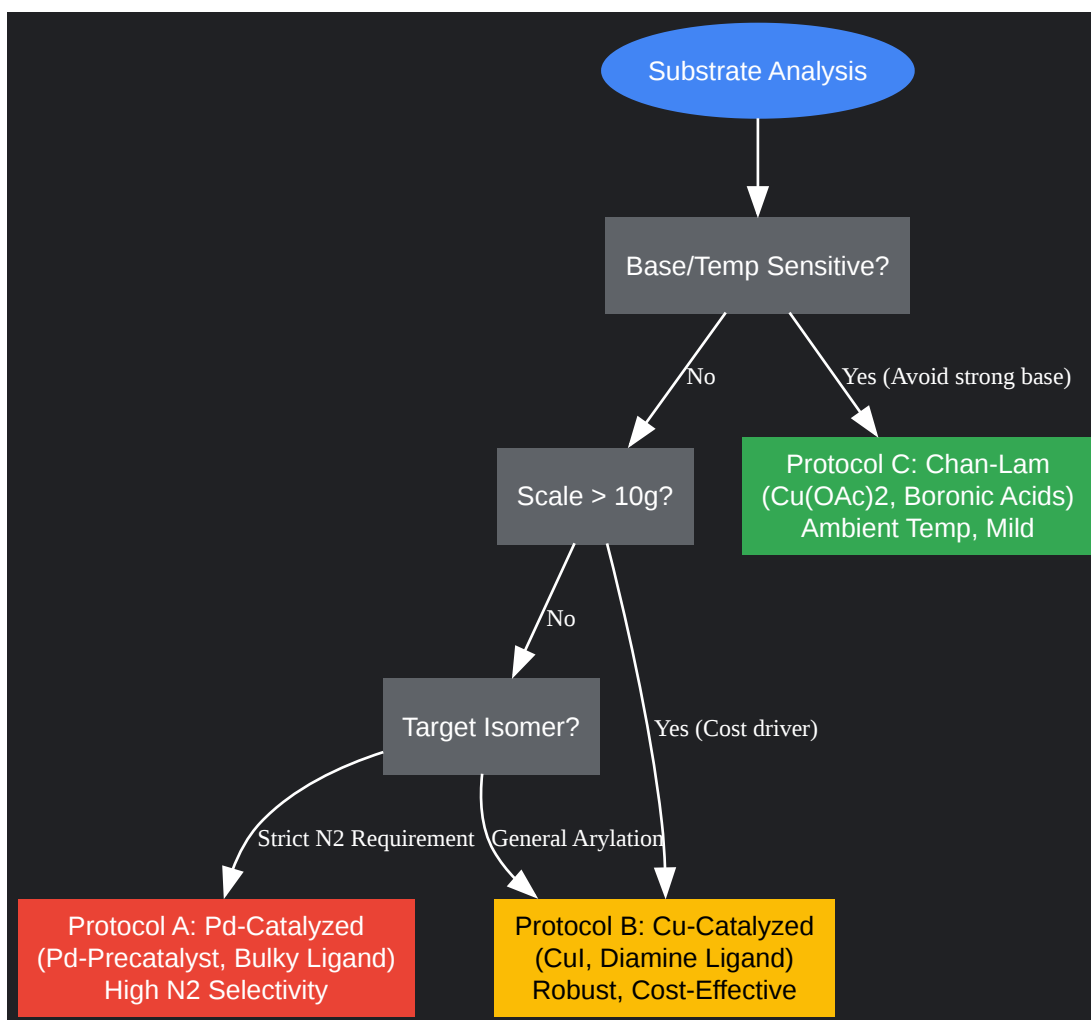 Substrate Analysis
Base/Temp Sensitive?
No
Yes (Avoid strong base)
Scale > 10g?
Protocol C: Chan-Lam
(Cu(OAc)2, Boronic Acids)
Ambient Temp, Mild
No
Yes (Cost driver)
Target Isomer?
Strict N2 Requirement
General Arylation
Protocol A: Pd-Catalyzed
(Pd-Precatalyst, Bulky Ligand)
High N2 Selectivity
Protocol B: Cu-Catalyzed
(CuI, Diamine Ligand)
Robust, Cost-Effective